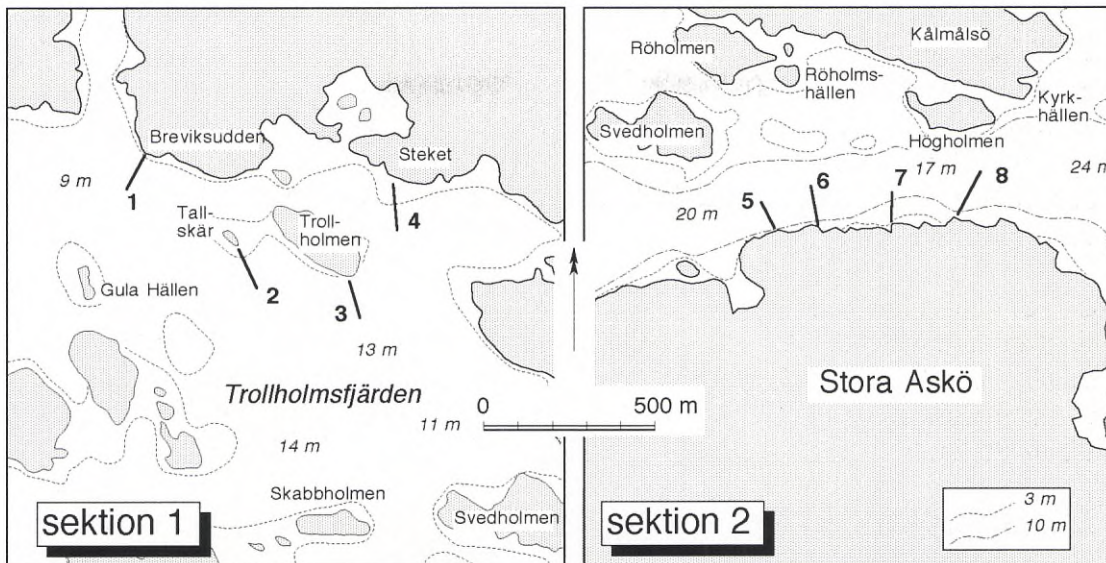 Breviksudden
Steket
9 m
1
4
Tall-
skär
Troll-
holmen
Gula Hällen
2
3
13 m
Trollholmsfjärden
11 m
14 m
Skabbholmen
Svedholmen
sektion 1
0 500 m
Kålmålsö
Röholmen
Röholms-
hällen
Kyrk-
hällen
Svedholmen
Högholmen
17 m
24 m
20 m
5
6
7
8
Stora Askö
3 m
10 m
sektion 2